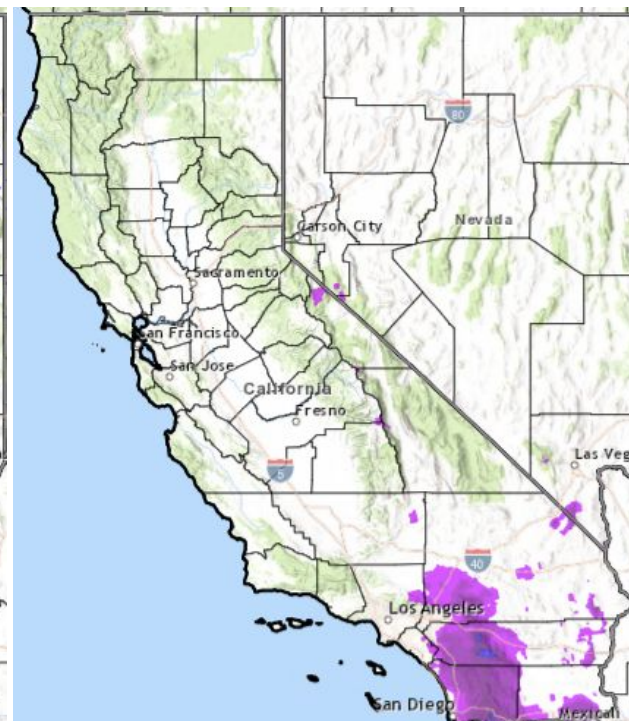 80
Carson City
Nevada
Sacramento
San Francisco
San Jose
California
Fresno
5
Las Veg
40
Los Angeles
San Diego
Mexicali